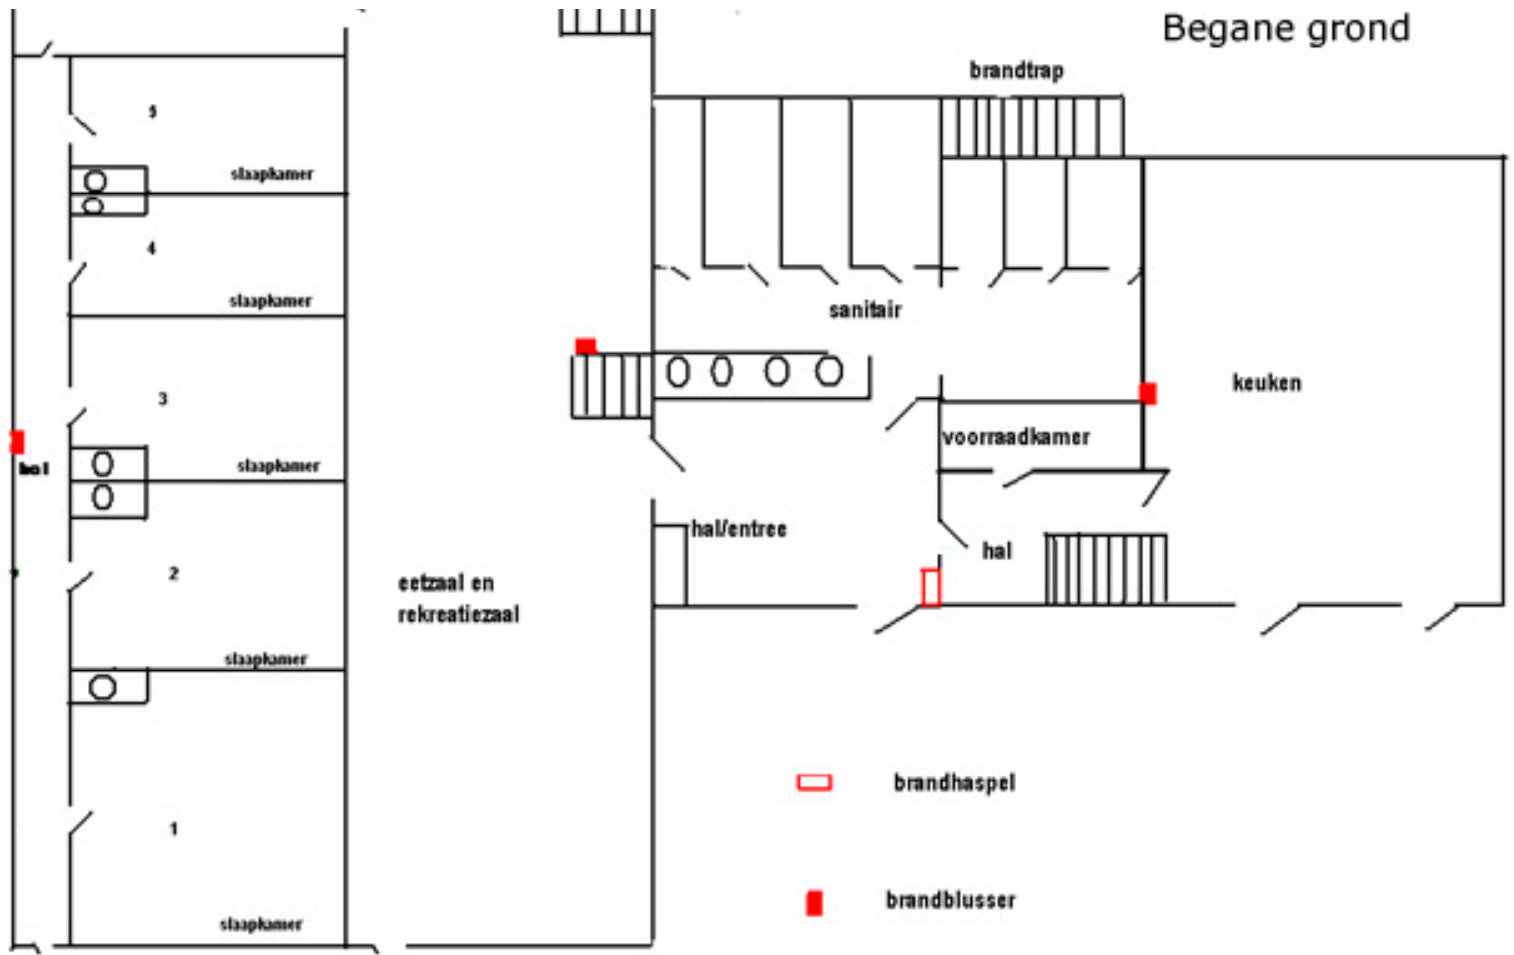 Begane grond
brandtrap
5
slaapkamer
4
slaapkamer
sanitair
3
keuken
voorraadkamer
hal
slaapkamer
hal/entree
hal
2
eetzaal en
rekreatiezaal
slaapkamer
brandhaspel
1
brandblusser
slaapkamer